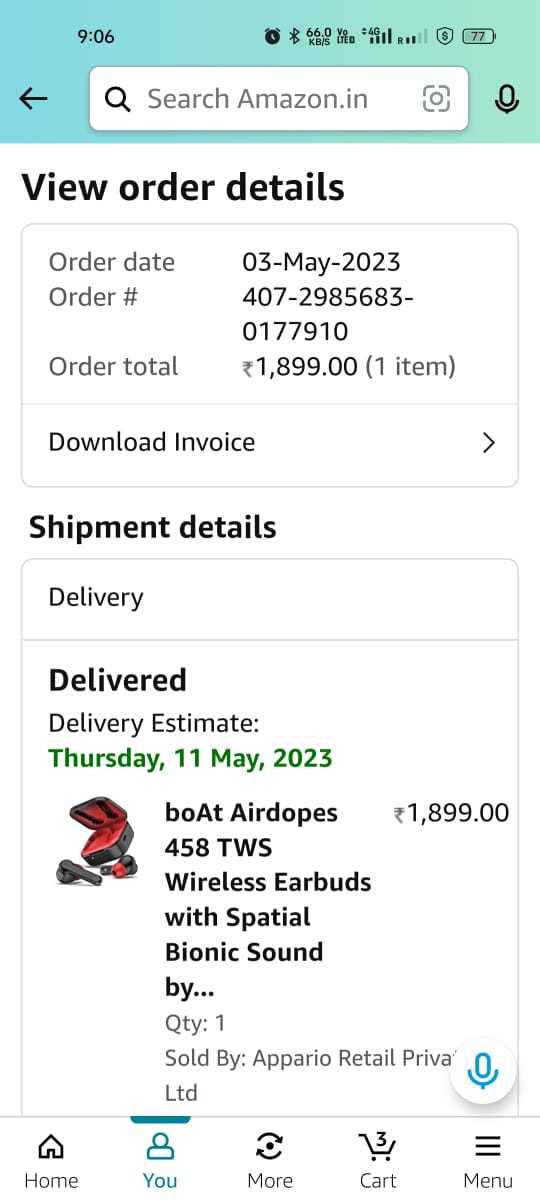 9:06
66.0 KB/S
Vo LTED
4G
R
77
Search Amazon.in
View order details
Order date 03-May-2023
Order # 407-2985683-
0177910
Order total ₹1,899.00 (1 item)
Download Invoice
Shipment details
Delivery
Delivered
Delivery Estimate:
Thursday, 11 May, 2023
boAt Airdopes ₹1,899.00
458 TWS
Wireless Earbuds
with Spatial
Bionic Sound
by...
Qty: 1
Sold By: Appario Retail Priva
Ltd
3
Home You More Cart Menu